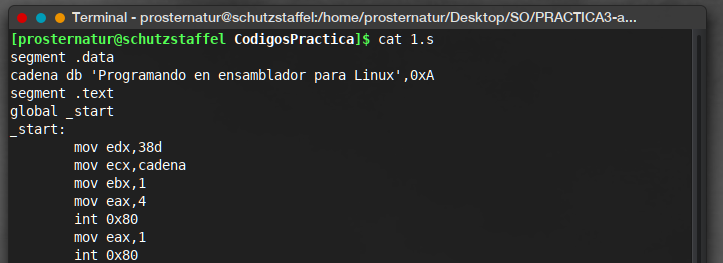 Terminal - prosternatur@schutzstaffel:/home/prosternatur/Desktop/SO/PRACTICA3-a...
[prosternatur@schutzstaffel CodigosPractica]$ cat 1.s
segment .data
cadena db 'Programando en ensamblador para Linux',0xA
segment .text
global _start
_start:
        mov edx,38d
        mov ecx,cadena
        mov ebx,1
        mov eax,4
        int 0x80
        mov eax,1
        int 0x80